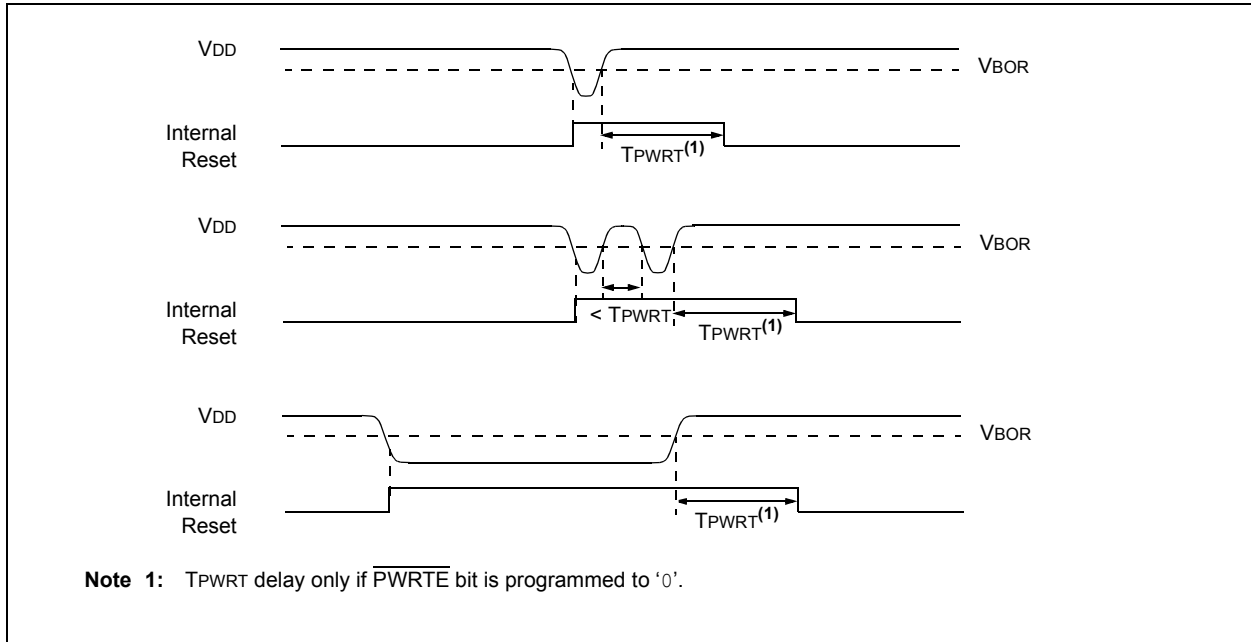 VDD
VBOR
Internal
Reset
TPWRT(1)
VDD
VBOR
Internal
Reset
< TPWRT
TPWRT(1)
VDD
VBOR
Internal
Reset
TPWRT(1)
Note 1: TPWRT delay only if P̅W̅R̅T̅E̅ bit is programmed to ‘0’.